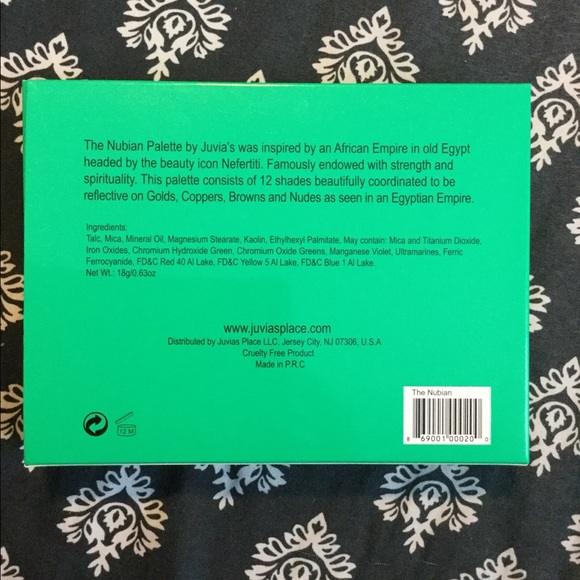 The Nubian Palette by Juvia's was inspired by an African Empire in old Egypt
headed by the beauty icon Nefertiti. Famously endowed with strength and
spirituality. This palette consists of 12 shades beautifully coordinated to be
reflective on Golds, Coppers, Browns and Nudes as seen in an Egyptian Empire.
Ingredients:
Talc, Mica, Mineral Oil, Magnesium Stearate, Kaolin, Ethylhexyl Palmitate, May contain: Mica and Titanium Dioxide,
Iron Oxides, Chromium Hydroxide Green, Chromium Oxide Greens, Manganese Violet, Ultramarines, Ferric
Ferrocyanide, FD&C Red 40 Al Lake, FD&C Yellow 5 Al Lake, FD&C Blue 1 Al Lake.
Net Wt.: 18g/0.63oz
www.juviasplace.com
Distributed by Juvias Place LLC, Jersey City, NJ 07306, U.S.A
Cruelty Free Product
Made in P.R.C
The Nubian
8 69001 00020 0
12 M